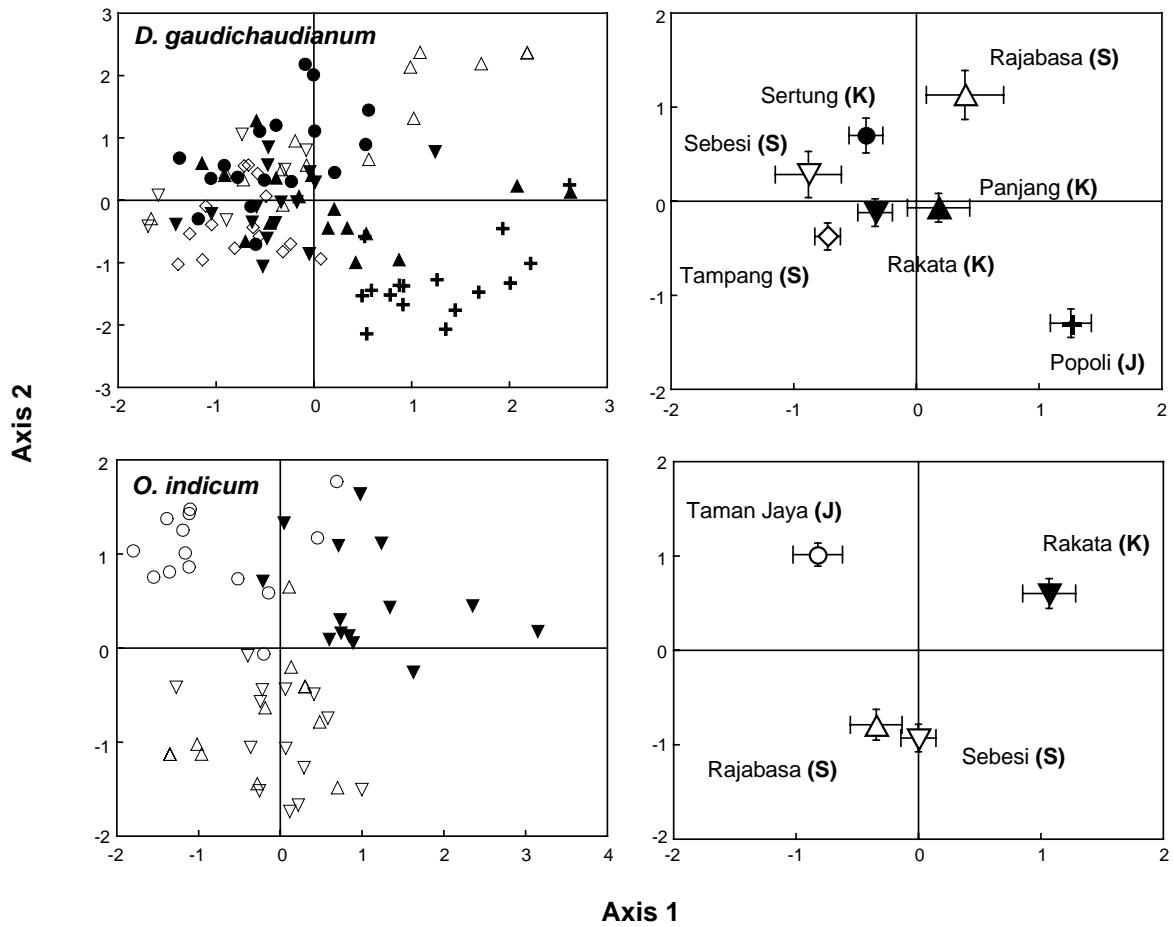 D. gaudichaudianum
3
2
1
0
-1
-2
-3
-2 -1 0 1 2 3
2
1
0
-1
-2
-1 0 1 2
Rajabasa (S)
Sertung (K)
Sebesi (S)
Panjang (K)
Tampang (S)
Rakata (K)
Popoli (J)
Axis 2
O. indicum
2
1
0
-1
-2
-2 -1 0 1 2 3 4
2
1
0
-1
-2
-2 -1 0 1 2
Taman Jaya (J)
Rakata (K)
Rajabasa (S)
Sebesi (S)
Axis 1